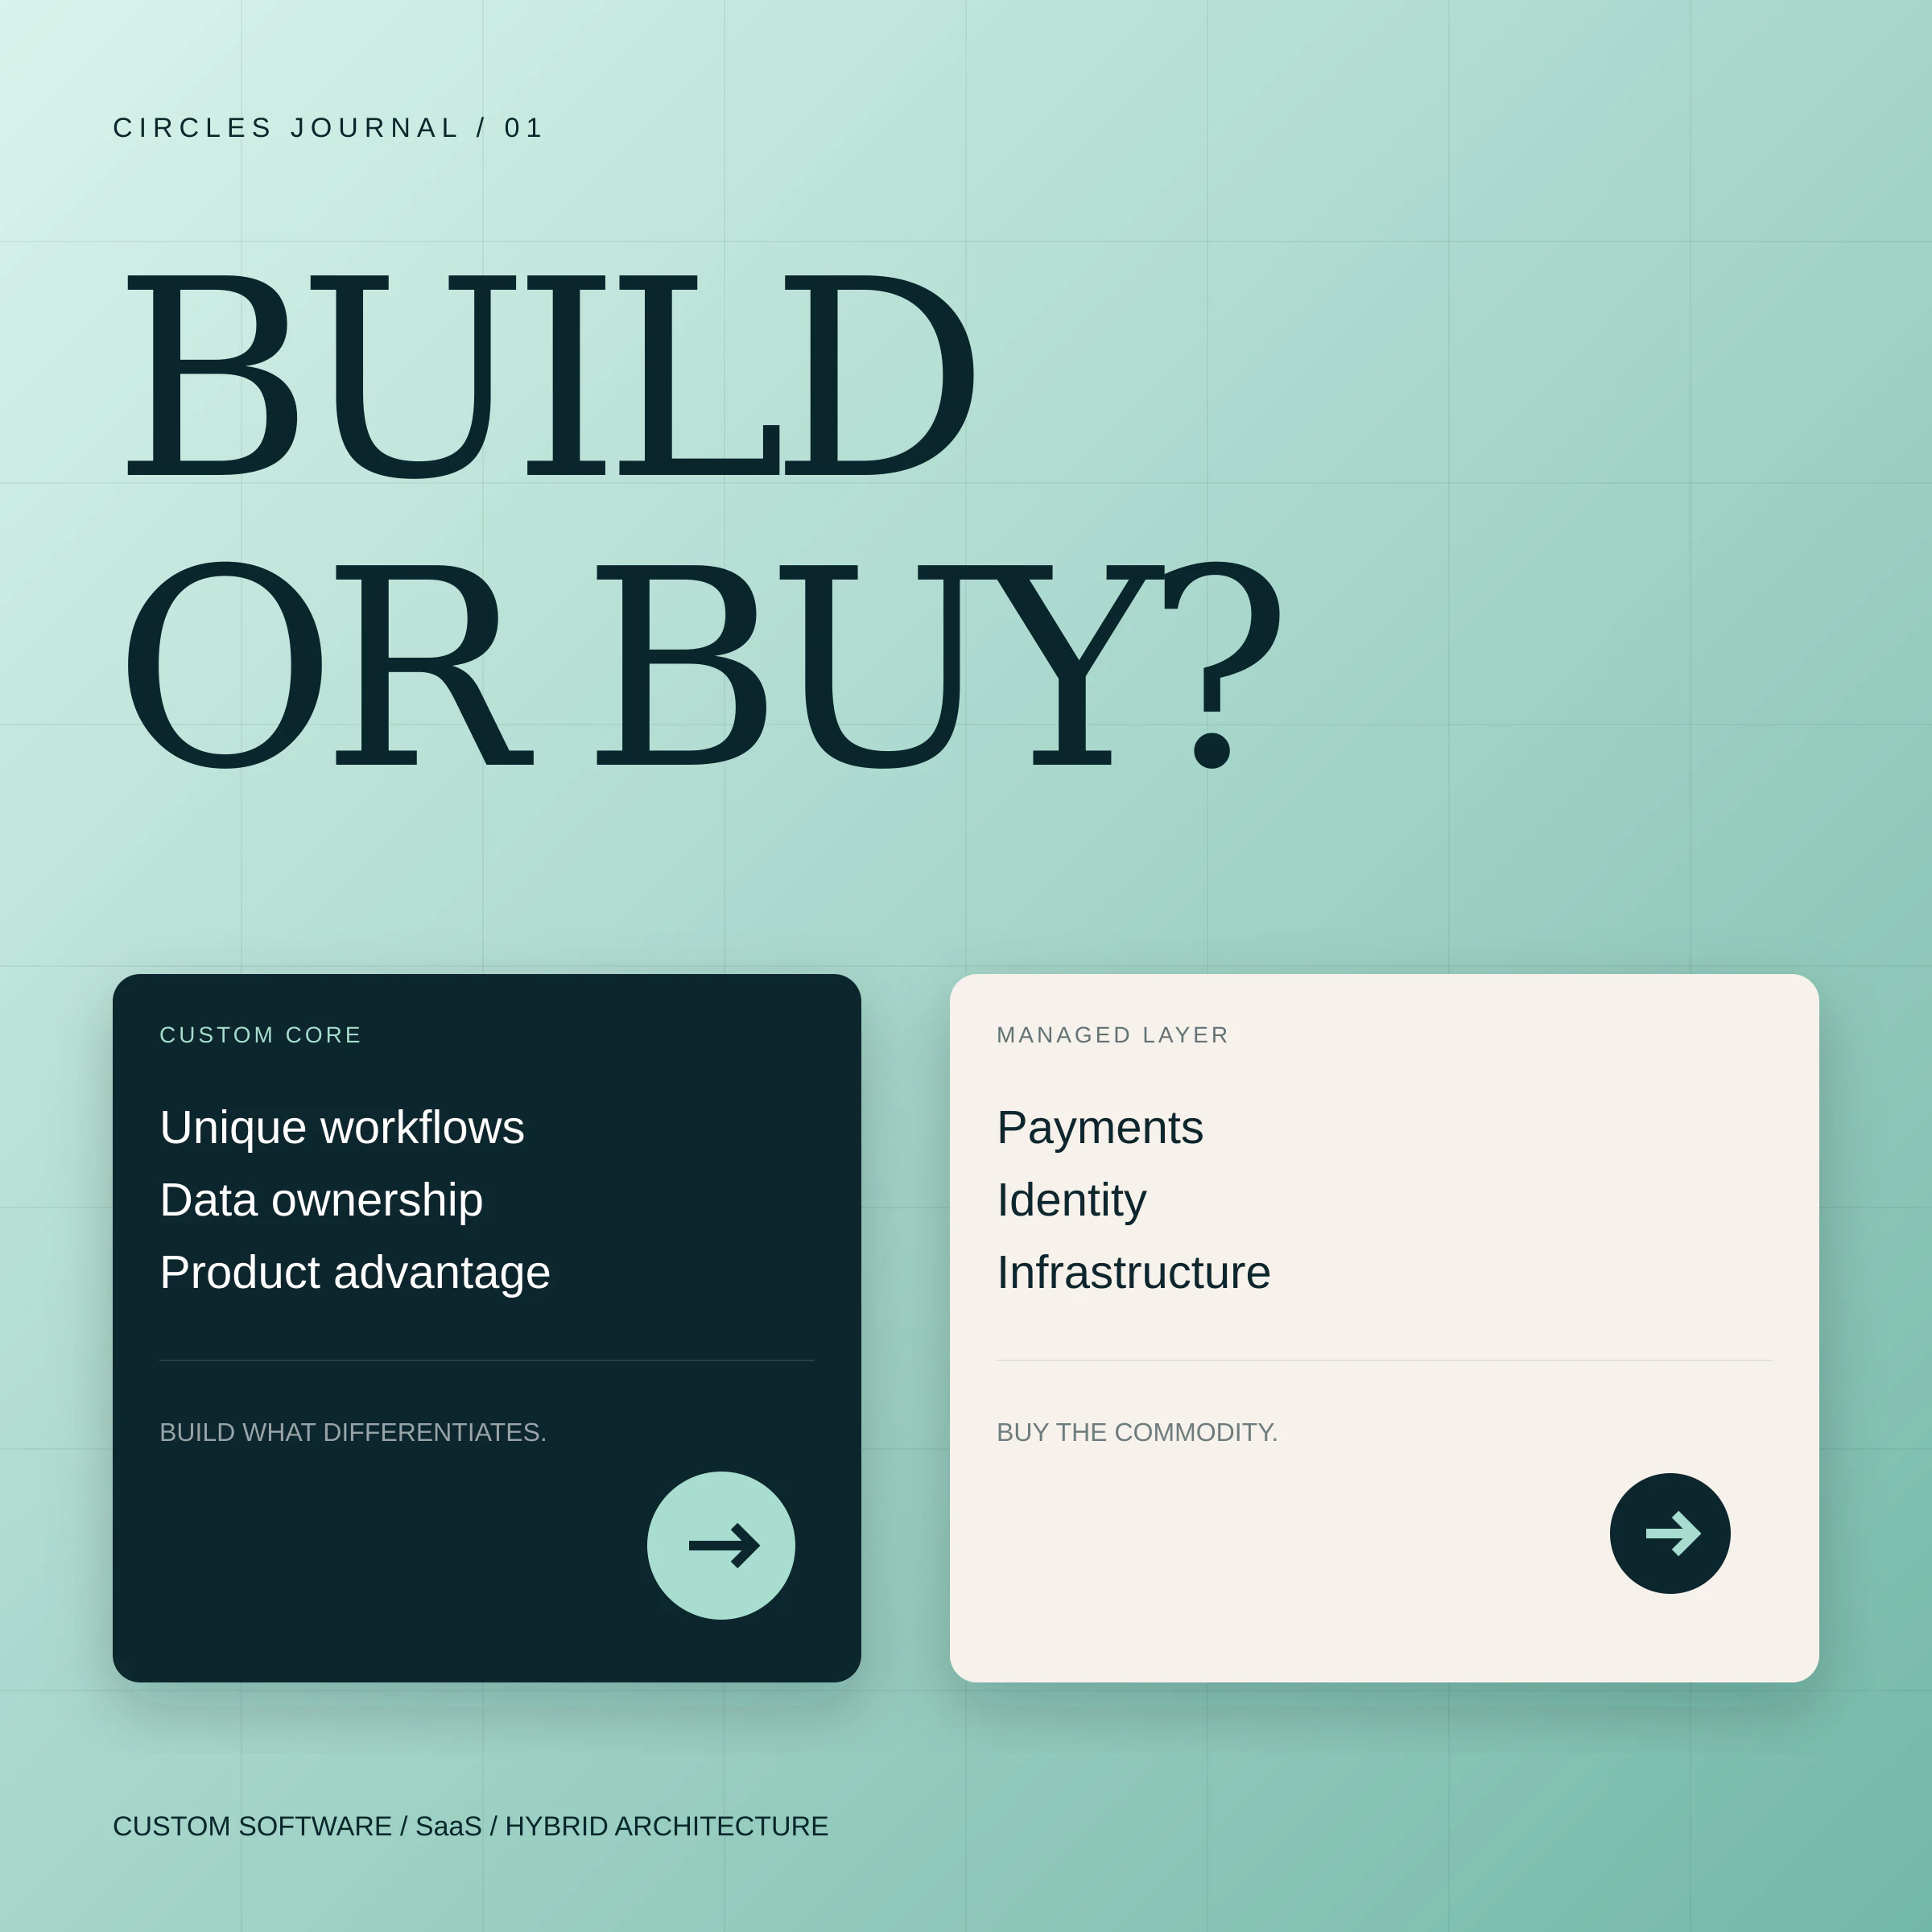 CIRCLES JOURNAL / 01
BUILD
OR BUY?
CUSTOM CORE
Unique workflows
Data ownership
Product advantage
BUILD WHAT DIFFERENTIATES.
MANAGED LAYER
Payments
Identity
Infrastructure
BUY THE COMMODITY.
CUSTOM SOFTWARE / SaaS / HYBRID ARCHITECTURE